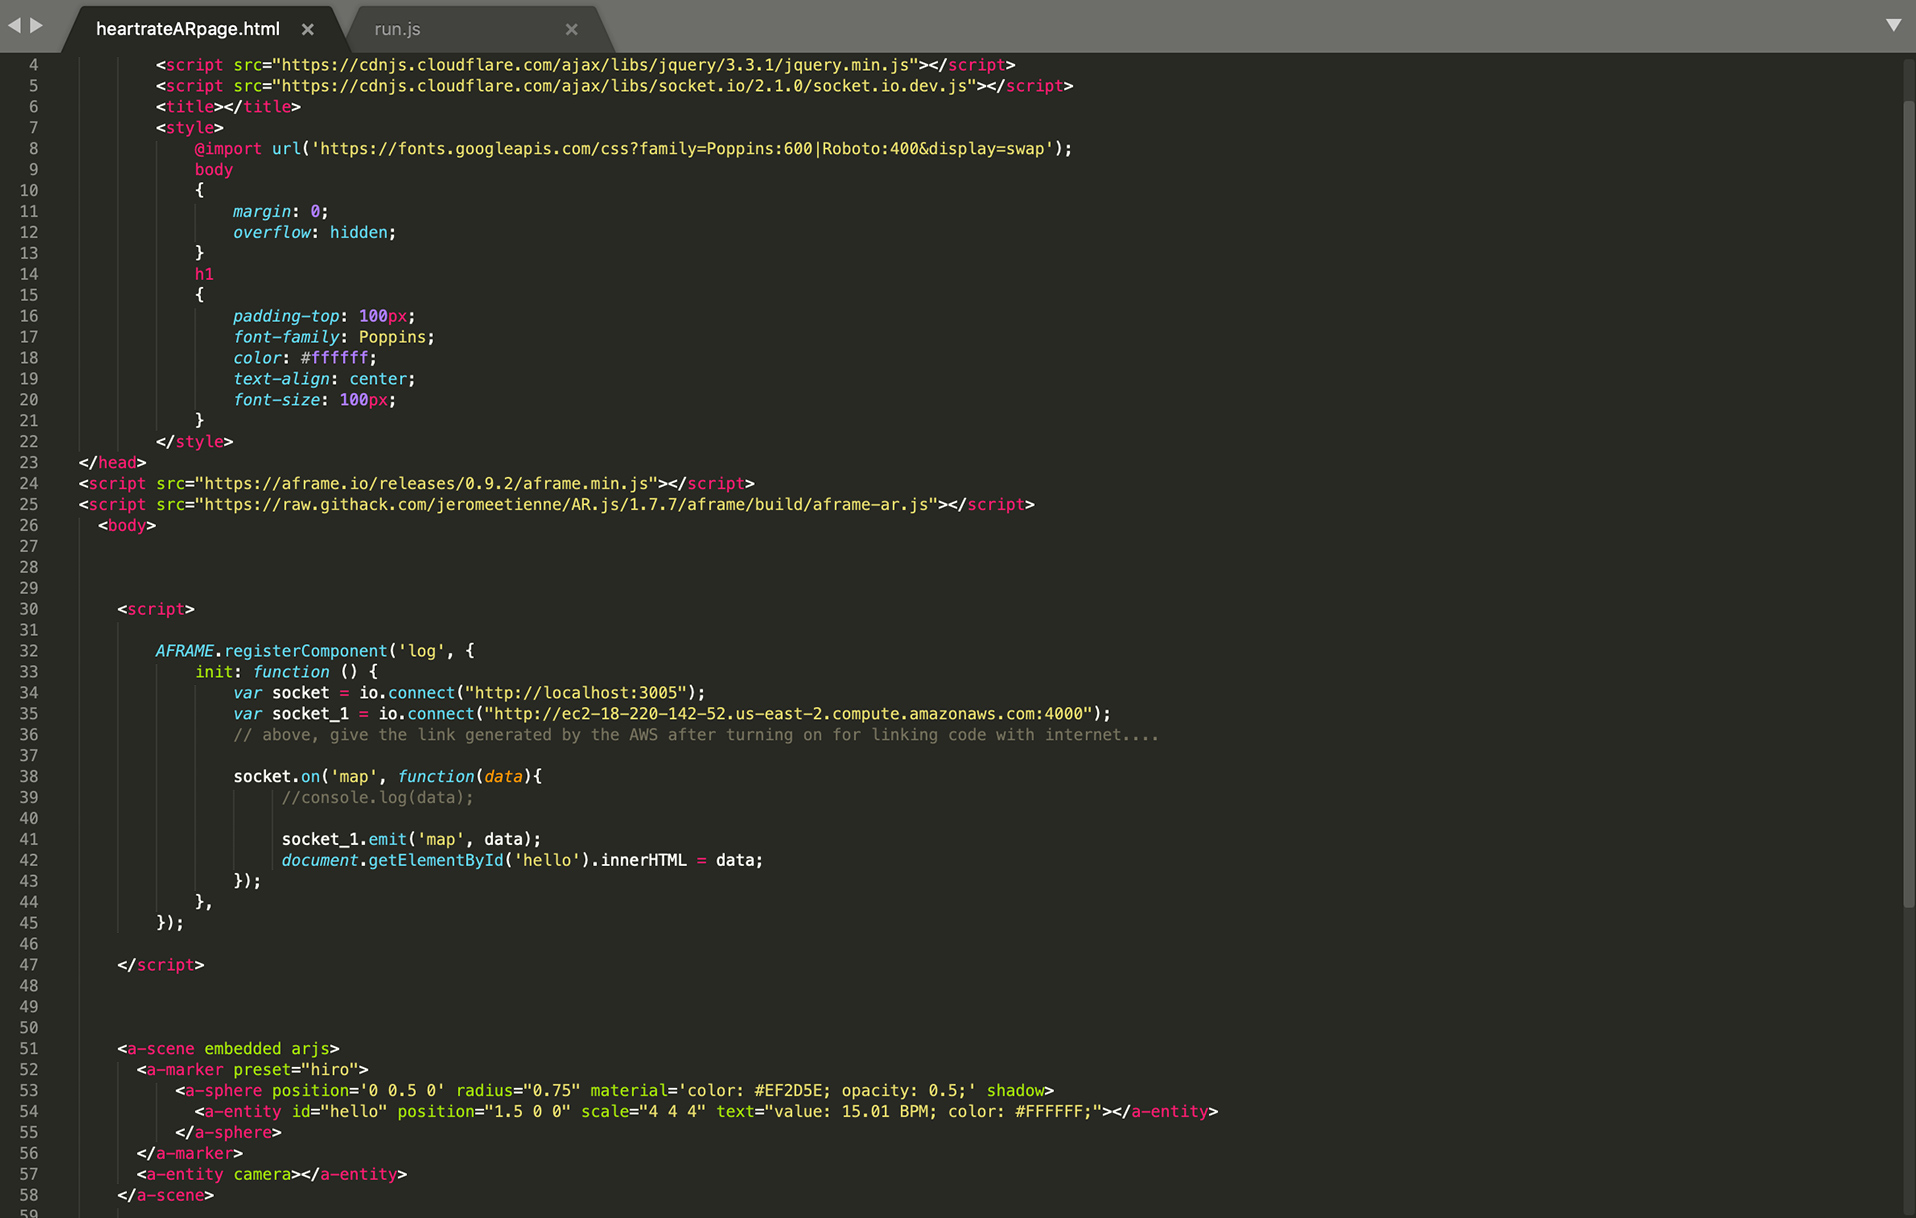 heartrateARpage.html × run.js ×
4 <script src="https://cdnjs.cloudflare.com/ajax/libs/jquery/3.3.1/jquery.min.js"></script>
5 <script src="https://cdnjs.cloudflare.com/ajax/libs/socket.io/2.1.0/socket.io.dev.js"></script>
6 <title></title>
7 <style>
8 @import url('https://fonts.googleapis.com/css?family=Poppins:600|Roboto:400&display=swap');
9 body
10 {
11 margin: 0;
12 overflow: hidden;
13 }
14 h1
15 {
16 padding-top: 100px;
17 font-family: Poppins;
18 color: #ffffff;
19 text-align: center;
20 font-size: 100px;
21 }
22 </style>
23 </head>
24 <script src="https://aframe.io/releases/0.9.2/aframe.min.js"></script>
25 <script src="https://raw.githack.com/jeromeetienne/AR.js/1.7.7/aframe/build/aframe-ar.js"></script>
26 <body>
27
28
29
30 <script>
31
32 AFRAME.registerComponent('log', {
33 init: function () {
34 var socket = io.connect("http://localhost:3005");
35 var socket_1 = io.connect("http://ec2-18-220-142-52.us-east-2.compute.amazonaws.com:4000");
36 // above, give the link generated by the AWS after turning on for linking code with internet....
37
38 socket.on('map', function(data){
39 //console.log(data);
40
41 socket_1.emit('map', data);
42 document.getElementById('hello').innerHTML = data;
43 });
44 },
45 });
46
47 </script>
48
49
50
51 <a-scene embedded arjs>
52 <a-marker preset="hiro">
53 <a-sphere position='0 0.5 0' radius="0.75" material='color: #EF2D5E; opacity: 0.5;' shadow>
54 <a-entity id="hello" position="1.5 0 0" scale="4 4 4" text="value: 15.01 BPM; color: #FFFFFF;"></a-entity>
55 </a-sphere>
56 </a-marker>
57 <a-entity camera></a-entity>
58 </a-scene>
59